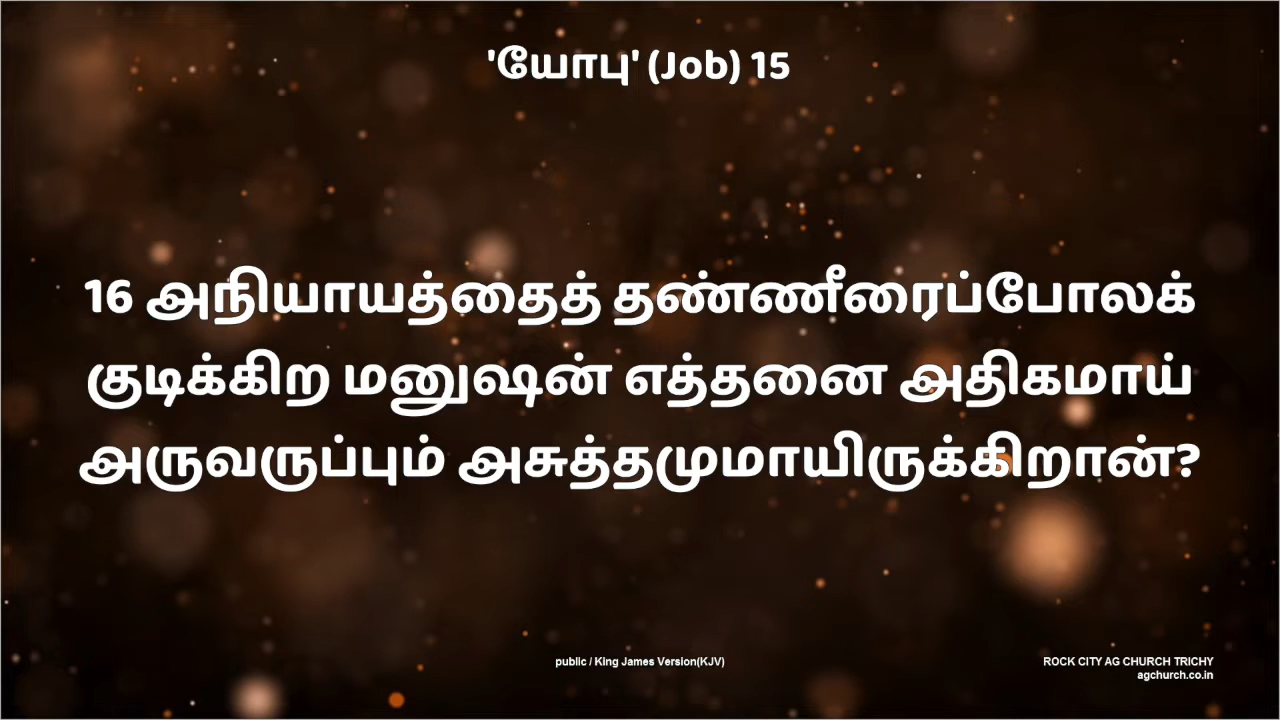 'யோபு' (Job) 15
16 அநியாயத்தைத் தண்ணீரைப்போலக்
குடிக்கிற மனுஷன் எத்தனை அதிகமாய்
அருவருப்பும் அசுத்தமுமாயிருக்கிறான்?
public / King James Version(KJV)
ROCK CITY AG CHURCH TRICHY
agchurch.co.in